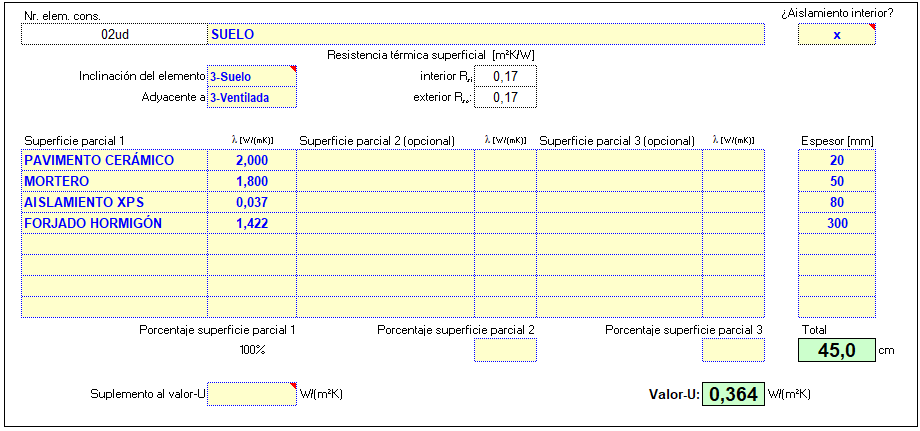 Nr. elem. cons. ¿Aislamiento interior?
02ud SUELO x
Resistencia térmica superficial [m²K/W]
Inclinación del elemento 3-Suelo interior Rsi 0,17
Adyacente a 3-Ventilada exterior Rse: 0,17
Superficie parcial 1 λ [W/(mK)] Superficie parcial 2 (opcional) λ [W/(mK)] Superficie parcial 3 (opcional) λ [W/(mK)] Espesor [mm]
PAVIMENTO CERÁMICO 2,000 20
MORTERO 1,800 50
AISLAMIENTO XPS 0,037 80
FORJADO HORMIGÓN 1,422 300
Porcentaje superficie parcial 1 Porcentaje superficie parcial 2 Porcentaje superficie parcial 3 Total
100% 45,0 cm
Suplemento al valor-U W/(m²K) Valor-U: 0,364 W/(m²K)